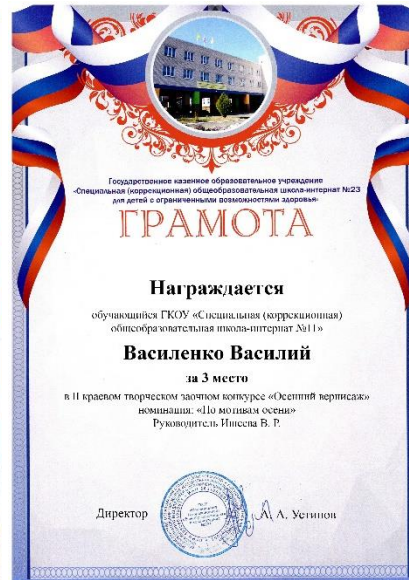 Государственное казенное образовательное учреждение
«Специальная (коррекционная) общеобразовательная школа-интернат №23
для детей с ограниченными возможностями здоровья»
ГРАМОТА
Награждается
обучающийся ГКОУ «Специальная (коррекционная)
общеобразовательная школа-интернат №11»
Василенко Василий
за 3 место
в II краевом творческом заочном конкурсе «Осенний вернисаж»
номинация: «По мотивам осени»
Руководитель В. Р.
Директор А. А. Устинов